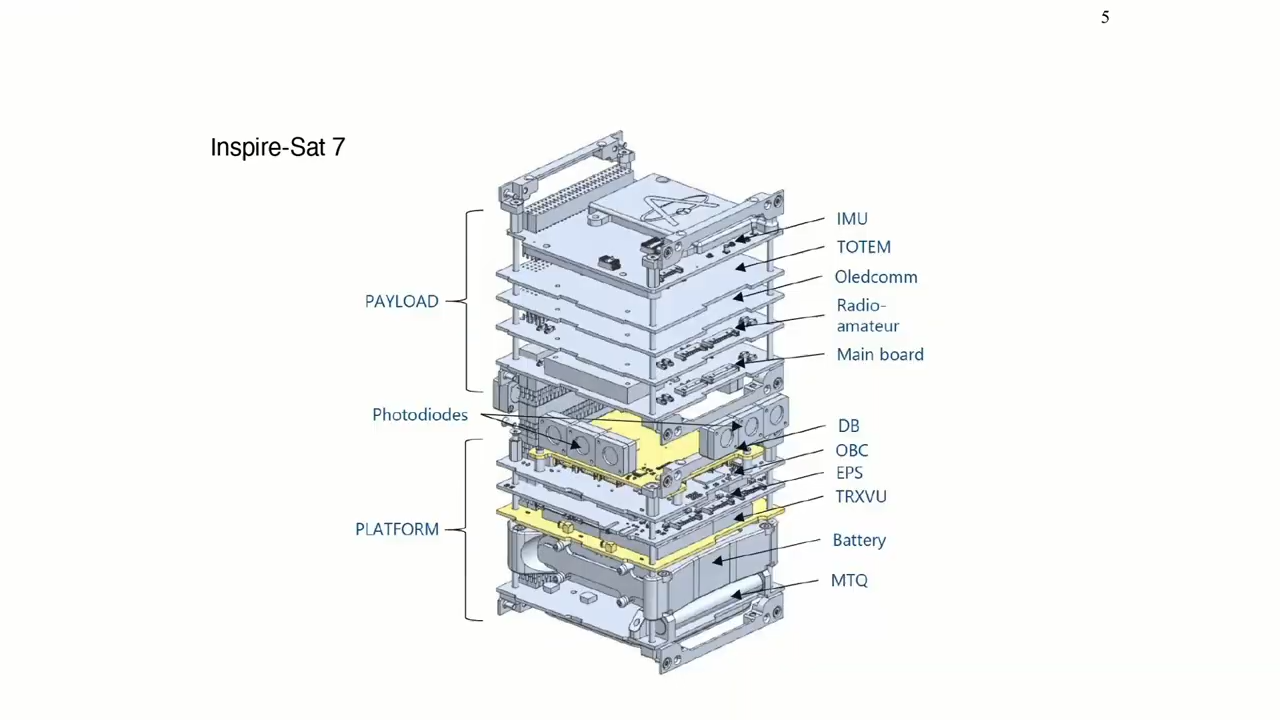 5
Inspire-Sat 7
IMU
TOTEM
PAYLOAD
Oledcomm
Radio-
amateur
Main board
Photodiodes
DB
OBC
EPS
TRXVU
PLATFORM
Battery
MTQ